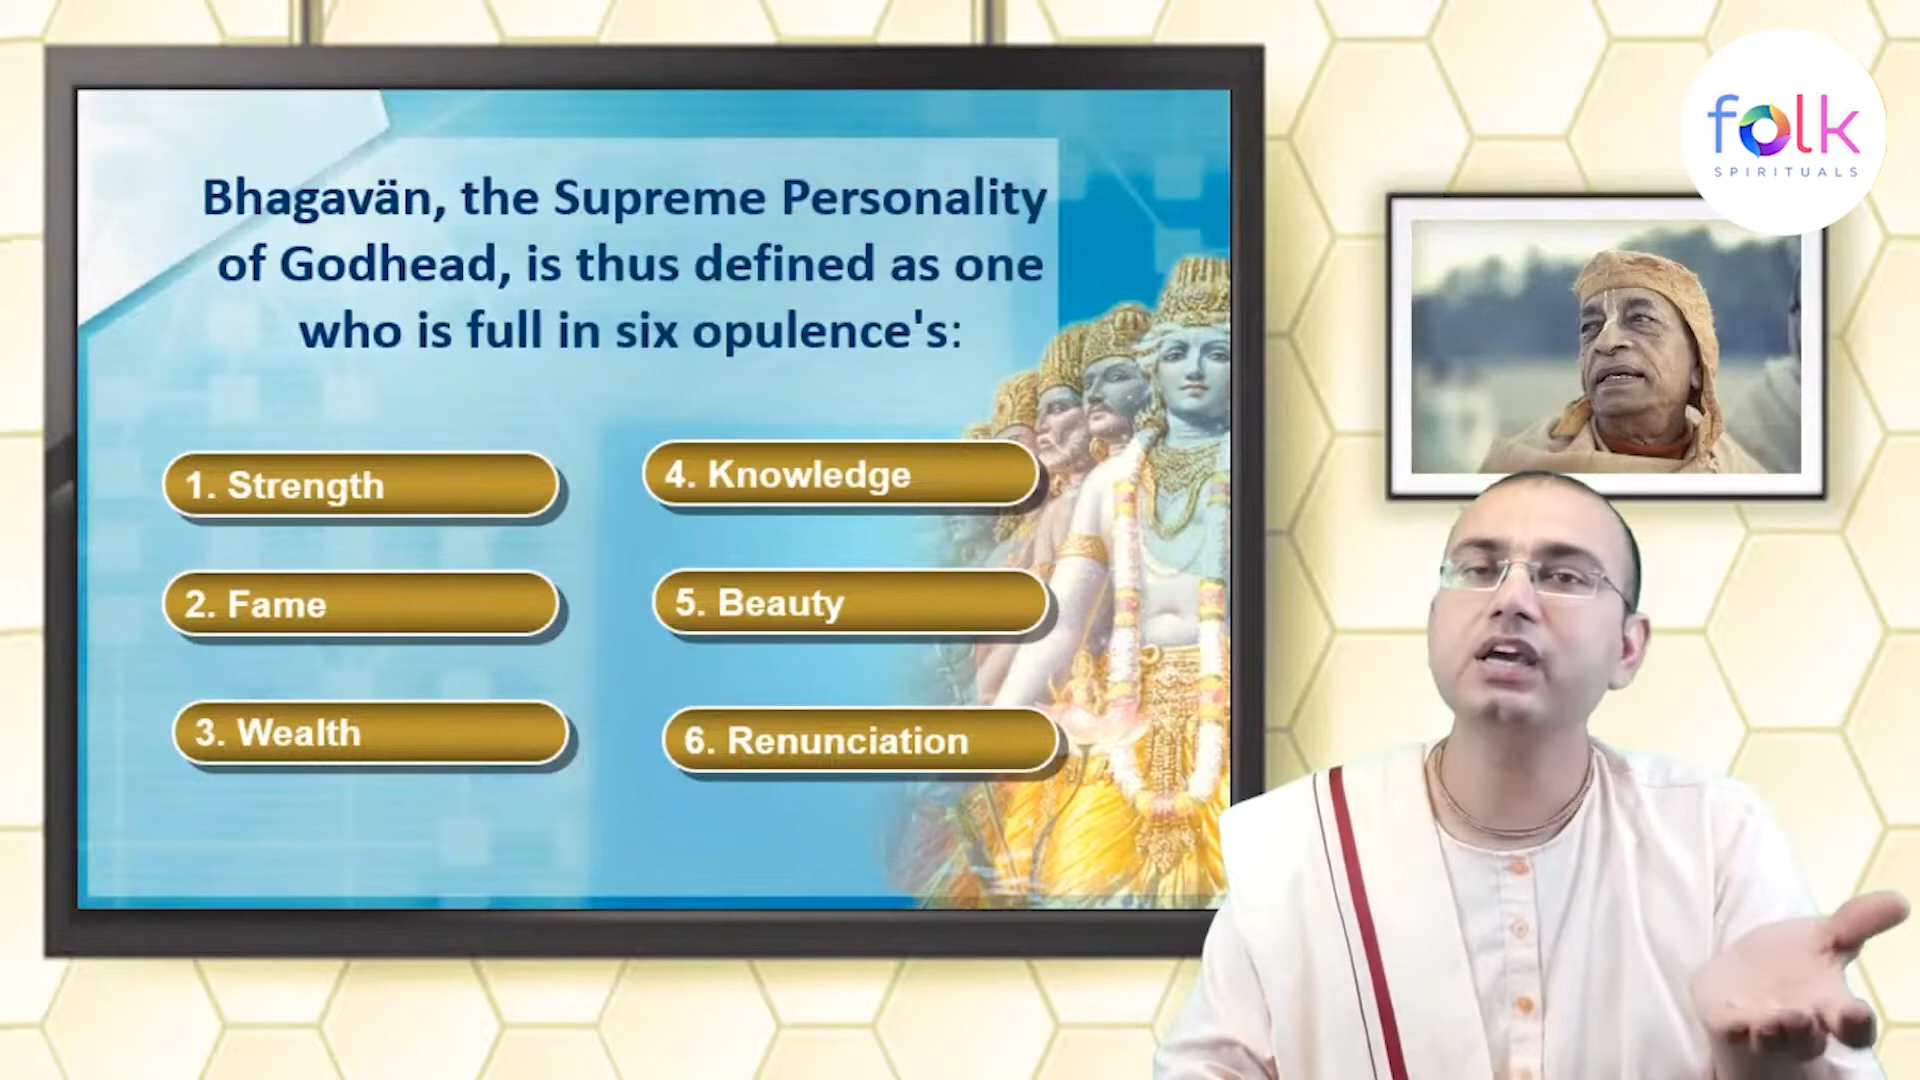 Bhagavän, the Supreme Personality
of Godhead, is thus defined as one
who is full in six opulence's:
1. Strength
2. Fame
3. Wealth
4. Knowledge
5. Beauty
6. Renunciation
folk
SPIRITUALS